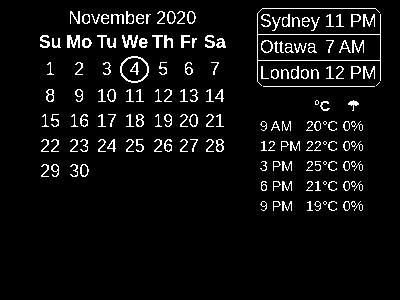 November 2020
Su Mo Tu We Th Fr Sa
1 2 3 4 5 6 7
8 9 10 11 12 13 14
15 16 17 18 19 20 21
22 23 24 25 26 27 28
29 30
Sydney 11 PM
Ottawa 7 AM
London 12 PM
°C
9 AM 20°C 0%
12 PM 22°C 0%
3 PM 25°C 0%
6 PM 21°C 0%
9 PM 19°C 0%